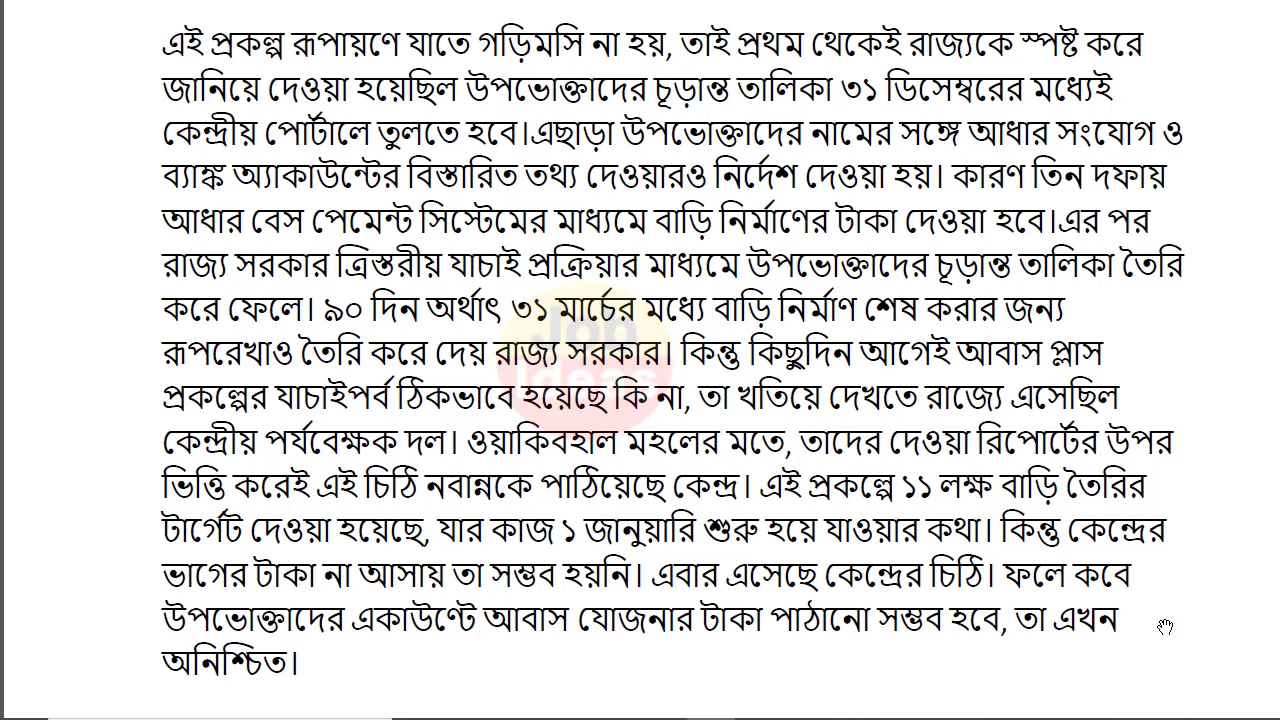 এই প্রকল্প রূপায়ণে যাতে গড়িমসি না হয়, তাই প্রথম থেকেই রাজ্যকে স্পষ্ট করে
জানিয়ে দেওয়া হয়েছিল উপভোক্তাদের চূড়ান্ত তালিকা ৩১ ডিসেম্বরের মধ্যেই
কেন্দ্রীয় পোর্টালে তুলতে হবে।এছাড়া উপভোক্তাদের নামের সঙ্গে আধার সংযোগ ও
ব্যাঙ্ক অ্যাকাউন্টের বিস্তারিত তথ্য দেওয়ারও নির্দেশ দেওয়া হয়। কারণ তিন দফায়
আধার বেস পেমেন্ট সিস্টেমের মাধ্যমে বাড়ি নির্মাণের টাকা দেওয়া হবে।এর পর
রাজ্য সরকার ত্রিস্তরীয় যাচাই প্রক্রিয়ার মাধ্যমে উপভোক্তাদের চূড়ান্ত তালিকা তৈরি
করে ফেলে। ৯০ দিন অর্থাৎ ৩১ মার্চের মধ্যে বাড়ি নির্মাণ শেষ করার জন্য
রূপরেখাও তৈরি করে দেয় রাজ্য সরকার। কিন্তু কিছুদিন আগেই আবাস প্লাস
প্রকল্পের যাচাইপর্ব ঠিকভাবে হয়েছে কি না, তা খতিয়ে দেখতে রাজ্যে এসেছিল
কেন্দ্রীয় পর্যবেক্ষক দল। ওয়াকিবহাল মহলের মতে, তাদের দেওয়া রিপোর্টের উপর
ভিত্তি করেই এই চিঠি নবান্নকে পাঠিয়েছে কেন্দ্র। এই প্রকল্পে ১১ লক্ষ বাড়ি তৈরির
টার্গেট দেওয়া হয়েছে, যার কাজ ১ জানুয়ারি শুরু হয়ে যাওয়ার কথা। কিন্তু কেন্দ্রের
ভাগের টাকা না আসায় তা সম্ভব হয়নি। এবার এসেছে কেন্দ্রের চিঠি। ফলে কবে
উপভোক্তাদের একাউণ্টে আবাস যোজনার টাকা পাঠানো সম্ভব হবে, তা এখন
অনিশ্চিত।
Job
Ideas